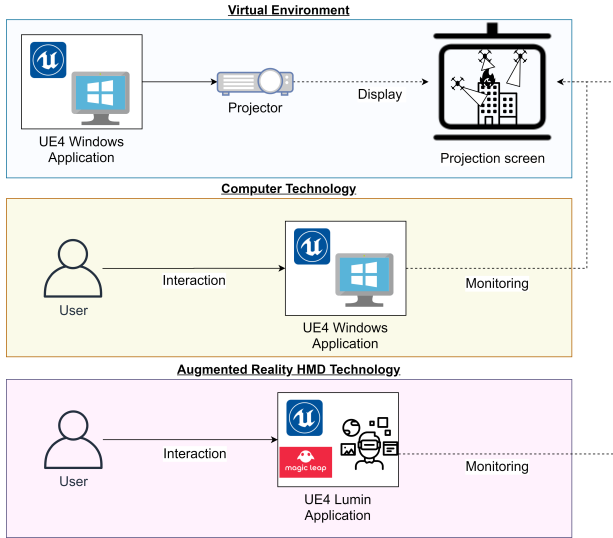 Virtual Environment
UE4 Windows
Application
Projector
Display
Projection screen
Computer Technology
User
Interaction
UE4 Windows
Application
Monitoring
Augmented Reality HMD Technology
User
Interaction
magic leap
UE4 Lumin
Application
Monitoring